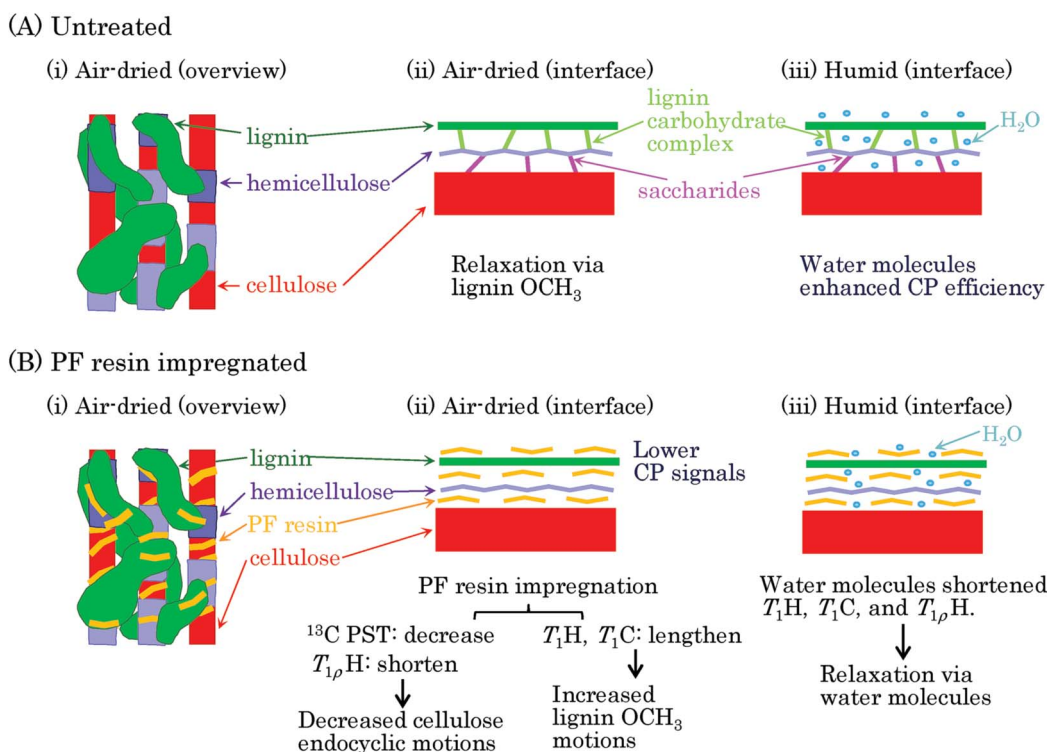 (A) Untreated
(i) Air-dried (overview)
(ii) Air-dried (interface)
(iii) Humid (interface)
lignin
hemicellulose
cellulose
lignin
carbohydrate
complex
saccharides
H₂O
Relaxation via
lignin OCH₃
Water molecules
enhanced CP efficiency
(B) PF resin impregnated
(i) Air-dried (overview)
(ii) Air-dried (interface)
(iii) Humid (interface)
lignin
hemicellulose
PF resin
cellulose
Lower
CP signals
H₂O
PF resin impregnation
¹³C PST: decrease
T₁ρH: shorten
Decreased cellulose
endocyclic motions
T₁H, T₁C: lengthen
Increased
lignin OCH₃
motions
Water molecules shortened
T₁H, T₁C, and T₁ρH.
Relaxation via
water molecules